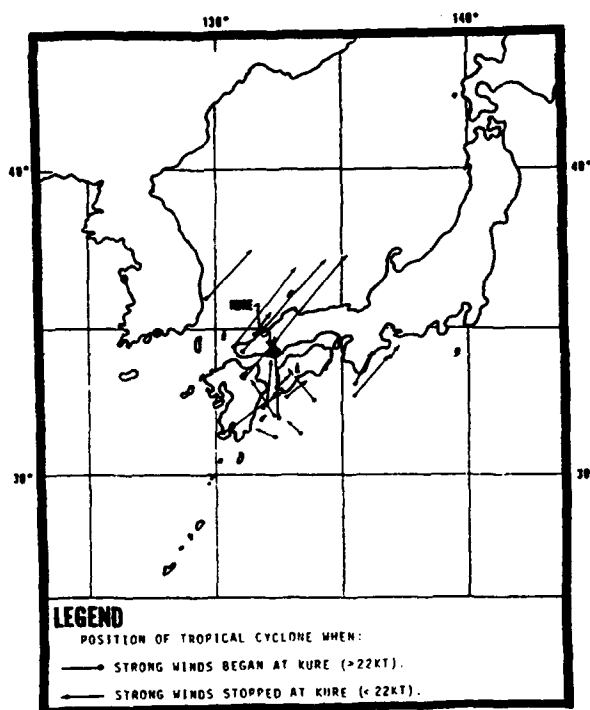 130° 140°
40° 40°
KURE
30° 30°
LEGEND
POSITION OF TROPICAL CYCLONE WHEN:
STRONG WINDS BEGAN AT KURE (>22KT).
STRONG WINDS STOPPED AT KURE (<22KT).